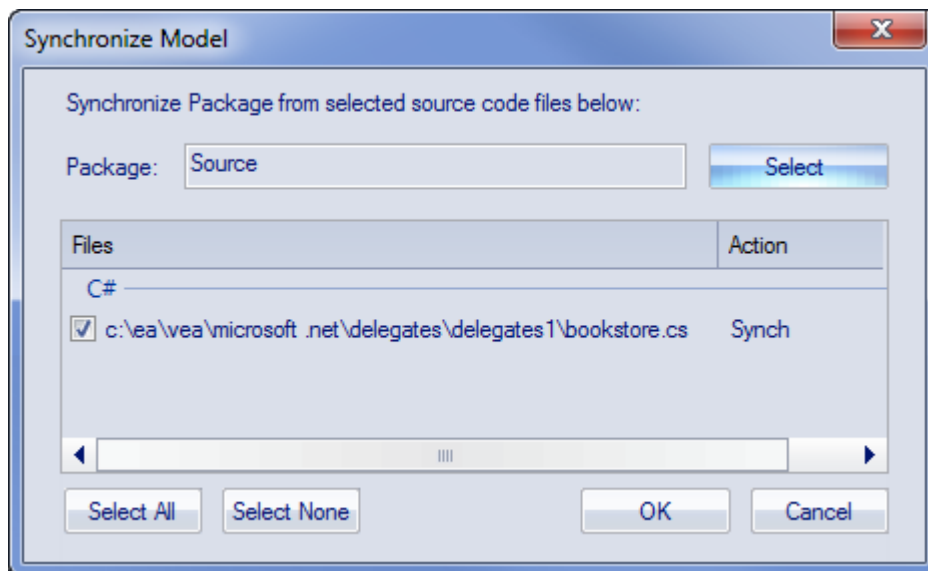 Synchronize Model
Synchronize Package from selected source code files below:
Package: Source Select
Files Action
C#
c:\ea\vea\microsoft .net\delegates\delegates1\bookstore.cs Synch
Select All Select None OK Cancel